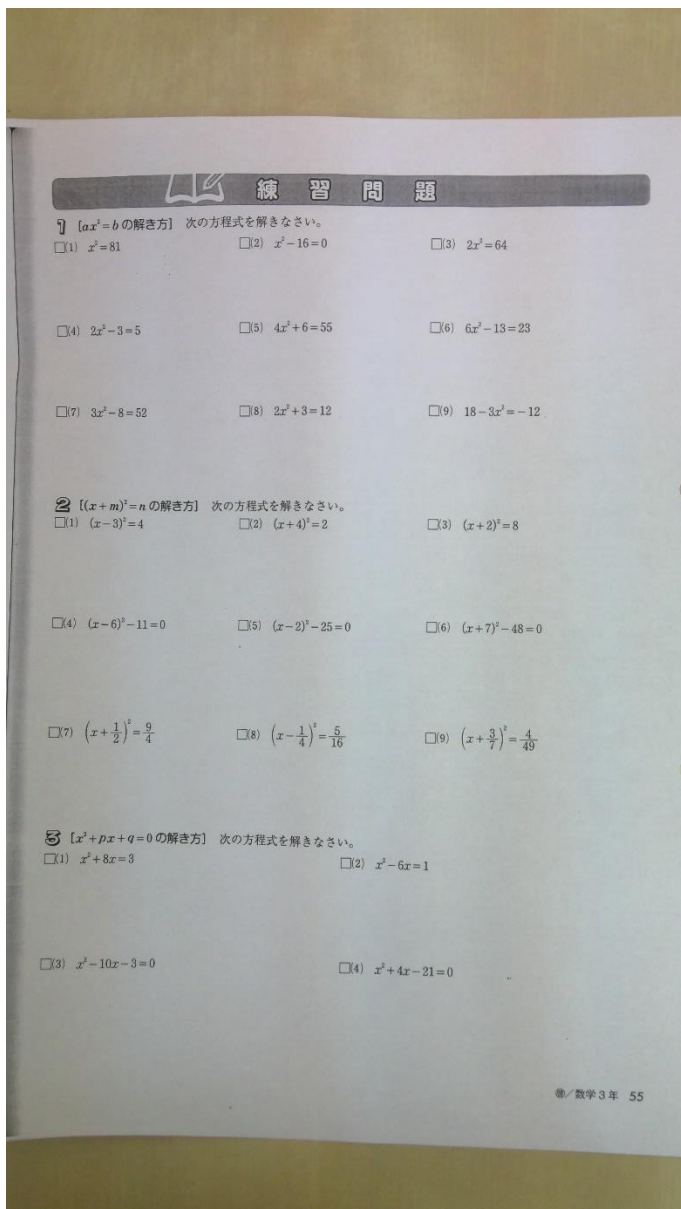 練習問題
1 [ax²=bの解き方] 次の方程式を解きなさい。
□(1) x²=81 □(2) x²-16=0 □(3) 2x²=64
□(4) 2x²-3=5 □(5) 4x²+6=55 □(6) 6x²-13=23
□(7) 3x²-8=52 □(8) 2x²+3=12 □(9) 18-3x²=-12
2 [(x+m)²=nの解き方] 次の方程式を解きなさい。
□(1) (x-3)²=4 □(2) (x+4)²=2 □(3) (x+2)²=8
□(4) (x-6)²-11=0 □(5) (x-2)²-25=0 □(6) (x+7)²-48=0
□(7) (x+1/2)²=9/4 □(8) (x-1/4)²=5/16 □(9) (x+3/7)²=4/49
3 [x²+px+q=0の解き方] 次の方程式を解きなさい。
□(1) x²+8x=3 □(2) x²-6x=1
□(3) x²-10x-3=0 □(4) x²+4x-21=0
/数学3年 55